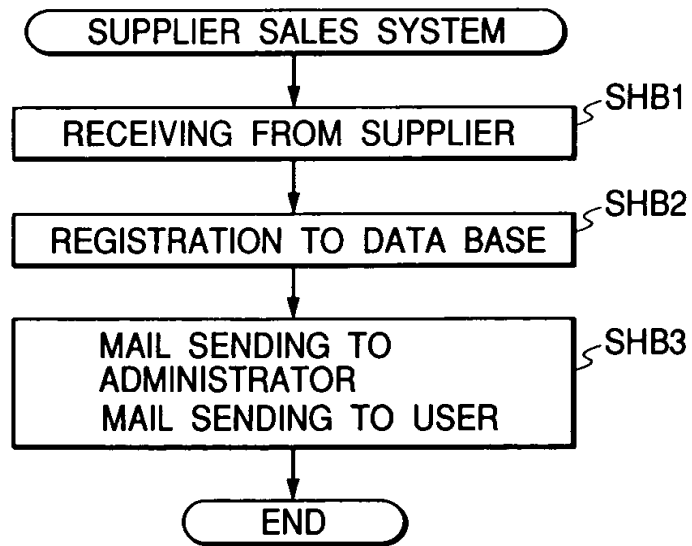 SUPPLIER SALES SYSTEM
SHB1
RECEIVING FROM SUPPLIER
SHB2
REGISTRATION TO DATA BASE
SHB3
MAIL SENDING TO
ADMINISTRATOR
MAIL SENDING TO USER
END